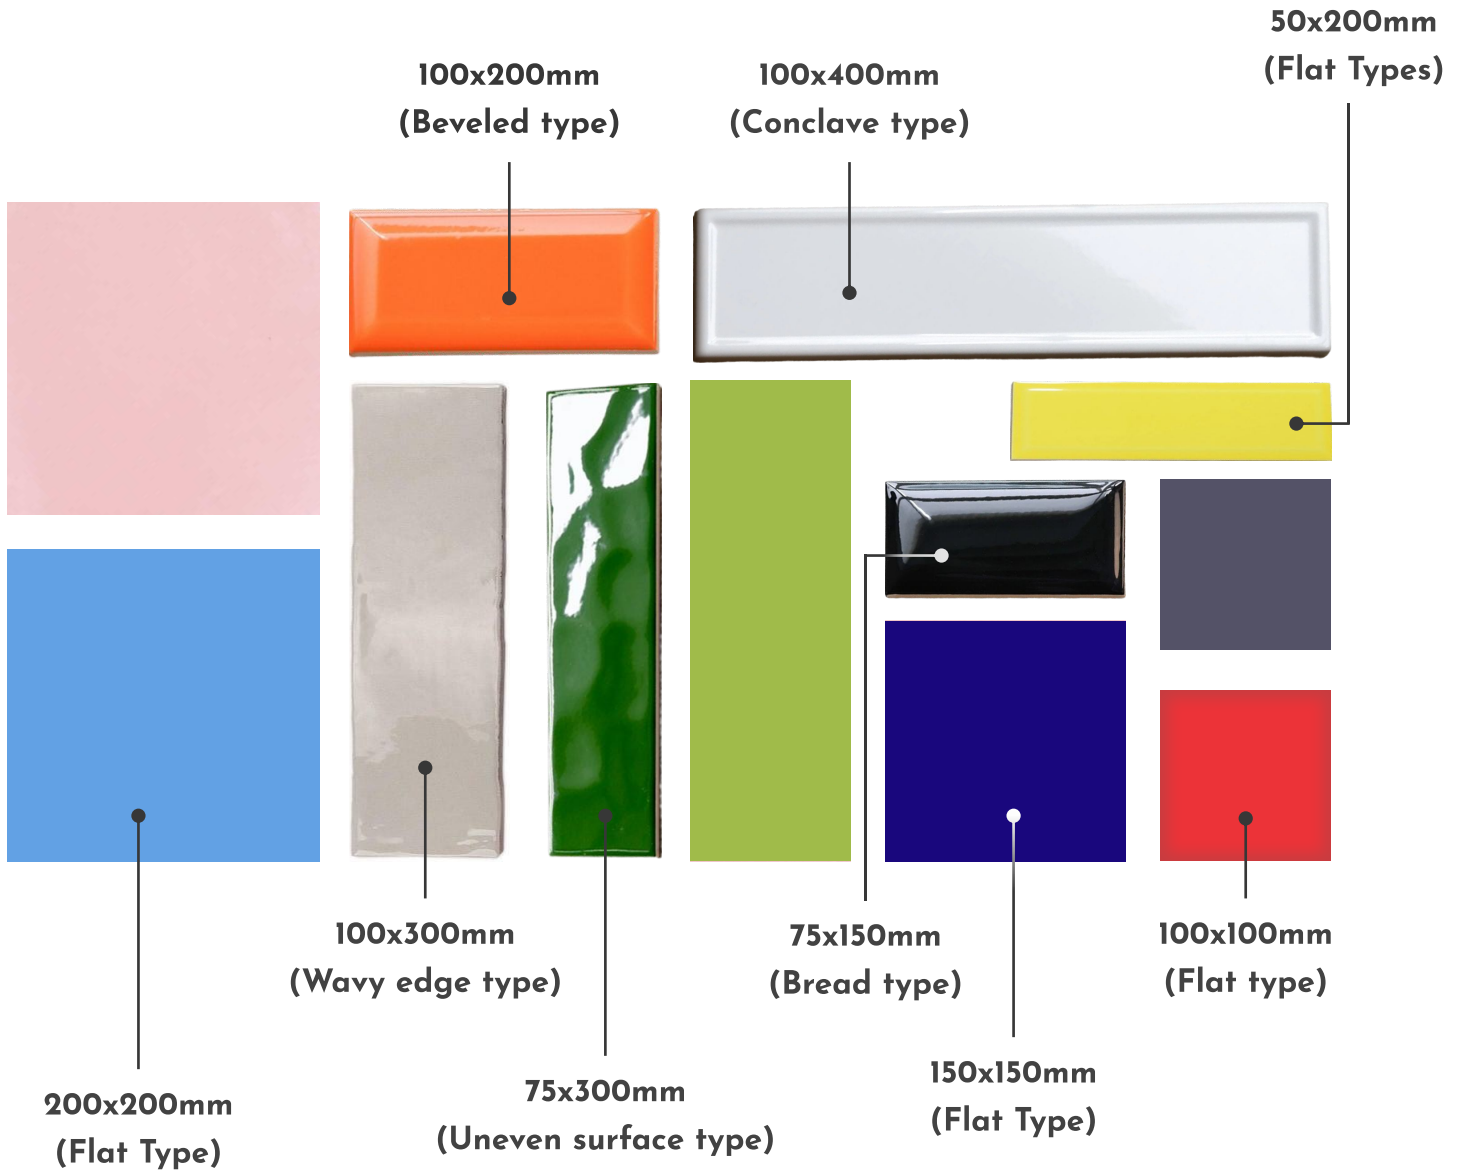 50x200mm
(Flat Types)
100x200mm
(Beveled type)
100x400mm
(Conclave type)
100x300mm
(Wavy edge type)
75x150mm
(Bread type)
100x100mm
(Flat type)
150x150mm
(Flat Type)
75x300mm
(Uneven surface type)
200x200mm
(Flat Type)